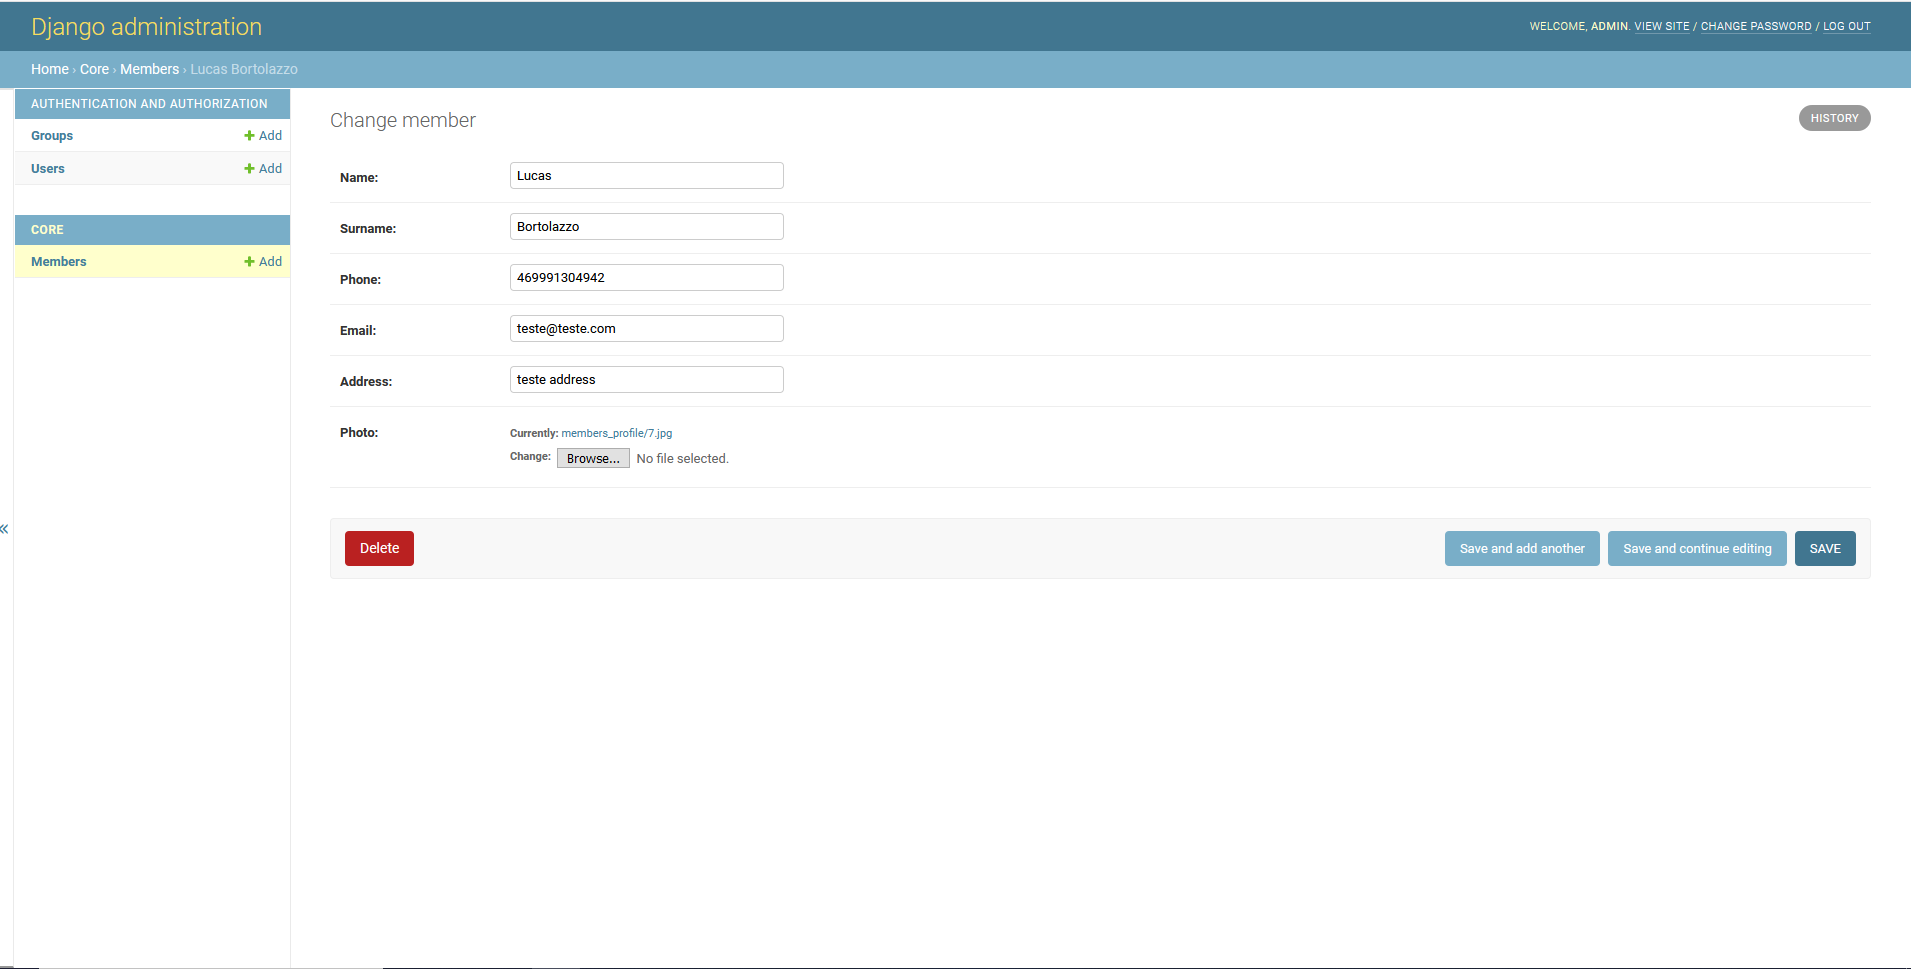 Django administration
WELCOME, ADMIN. VIEW SITE / CHANGE PASSWORD / LOG OUT
Home › Core › Members › Lucas Bortolazzo
AUTHENTICATION AND AUTHORIZATION
Groups + Add
Users + Add
CORE
Members + Add
«
Change member
HISTORY
Name: Lucas
Surname: Bortolazzo
Phone: 469991304942
Email: teste@teste.com
Address: teste address
Photo: Currently: members_profile/7.jpg
Change: Browse... No file selected.
Delete
Save and add another
Save and continue editing
SAVE